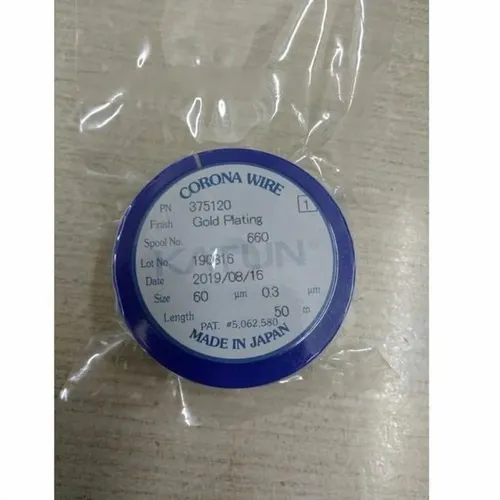 CORONA WIRE
PN 375120 1
Finish Gold Plating
Spool No. 660
KATUN
Lot No. 190816
Date 2019/08/16
Size 60 μm 0.3 μm
Length 50 m
PAT. #5,062,580
MADE IN JAPAN